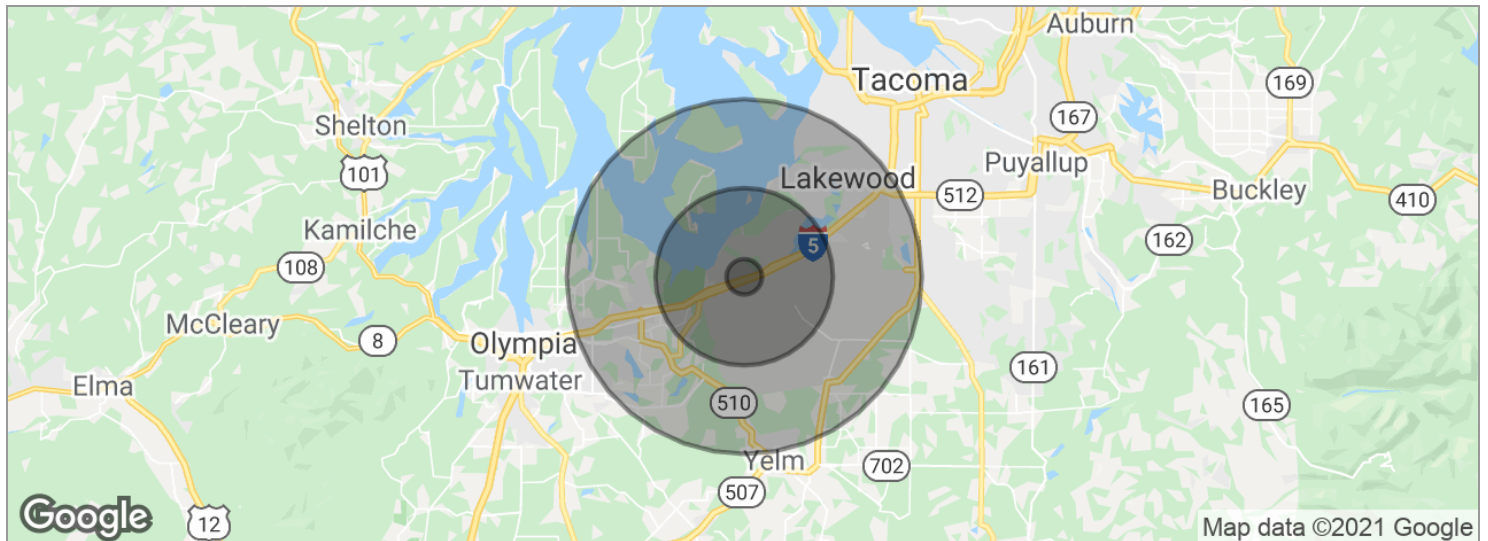 Auburn
Tacoma
169
167
Shelton
101
Puyallup
Lakewood
512
Buckley
410
Kamilche
5
162
108
McCleary
8
Olympia
Tumwater
161
Elma
510
165
Yelm
702
507
12
Google
Map data ©2021 Google